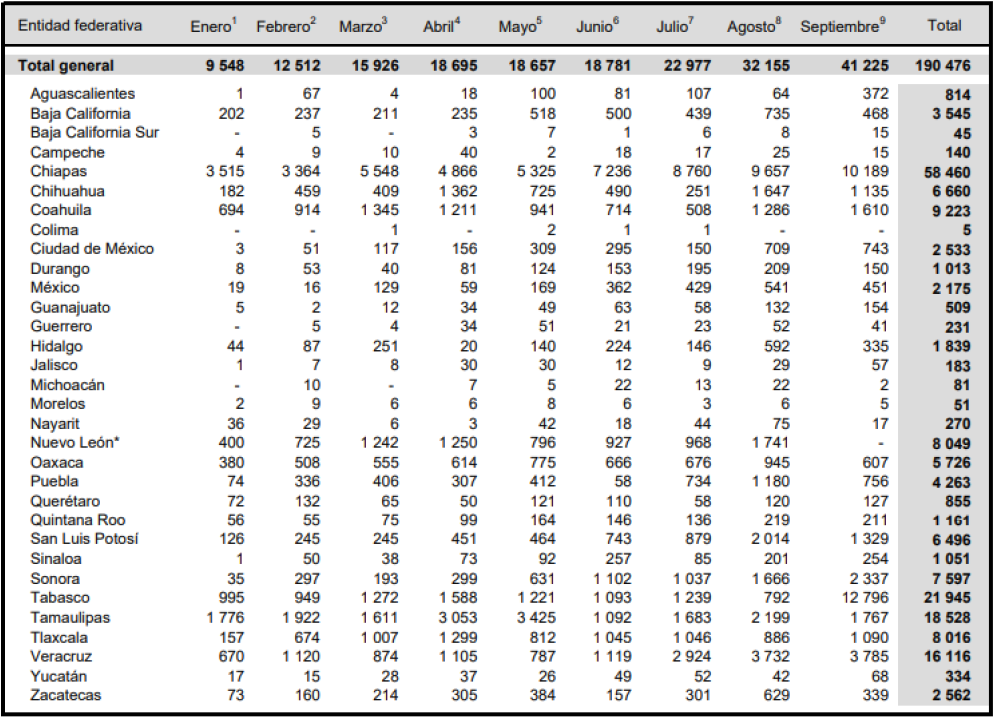 Entidad federativa Enero1 Febrero2 Marzo3 Abril4 Mayo5 Junio6 Julio7 Agosto8 Septiembre9 Total
Total general 9 548 12 512 15 926 18 695 18 657 18 781 22 977 32 155 41 225 190 476
Aguascalientes 1 67 4 18 100 81 107 64 372 814
Baja California 202 237 211 235 518 500 439 735 468 3 545
Baja California Sur - 5 - 3 7 1 6 8 15 45
Campeche 4 9 10 40 2 18 17 25 15 140
Chiapas 3 515 3 364 5 548 4 866 5 325 7 236 8 760 9 657 10 189 58 460
Chihuahua 182 459 409 1 362 725 490 251 1 647 1 135 6 660
Coahuila 694 914 1 345 1 211 941 714 508 1 286 1 610 9 223
Colima - - 1 - 2 1 1 - - 5
Ciudad de México 3 51 117 156 309 295 150 709 743 2 533
Durango 8 53 40 81 124 153 195 209 150 1 013
México 19 16 129 59 169 362 429 541 451 2 175
Guanajuato 5 2 12 34 49 63 58 132 154 509
Guerrero - 5 4 34 51 21 23 52 41 231
Hidalgo 44 87 251 20 140 224 146 592 335 1 839
Jalisco 1 7 8 30 30 12 9 29 57 183
Michoacán - 10 - 7 5 22 13 22 2 81
Morelos 2 9 6 6 8 6 3 6 5 51
Nayarit 36 29 6 3 42 18 44 75 17 270
Nuevo León* 400 725 1 242 1 250 796 927 968 1 741 - 8 049
Oaxaca 380 508 555 614 775 666 676 945 607 5 726
Puebla 74 336 406 307 412 58 734 1 180 756 4 263
Querétaro 72 132 65 50 121 110 58 120 127 855
Quintana Roo 56 55 75 99 164 146 136 219 211 1 161
San Luis Potosí 126 245 245 451 464 743 879 2 014 1 329 6 496
Sinaloa 1 50 38 73 92 257 85 201 254 1 051
Sonora 35 297 193 299 631 1 102 1 037 1 666 2 337 7 597
Tabasco 995 949 1 272 1 588 1 221 1 093 1 239 792 12 796 21 945
Tamaulipas 1 776 1 922 1 611 3 053 3 425 1 092 1 683 2 199 1 767 18 528
Tlaxcala 157 674 1 007 1 299 812 1 045 1 046 886 1 090 8 016
Veracruz 670 1 120 874 1 105 787 1 119 2 924 3 732 3 785 16 116
Yucatán 17 15 28 37 26 49 52 42 68 334
Zacatecas 73 160 214 305 384 157 301 629 339 2 562